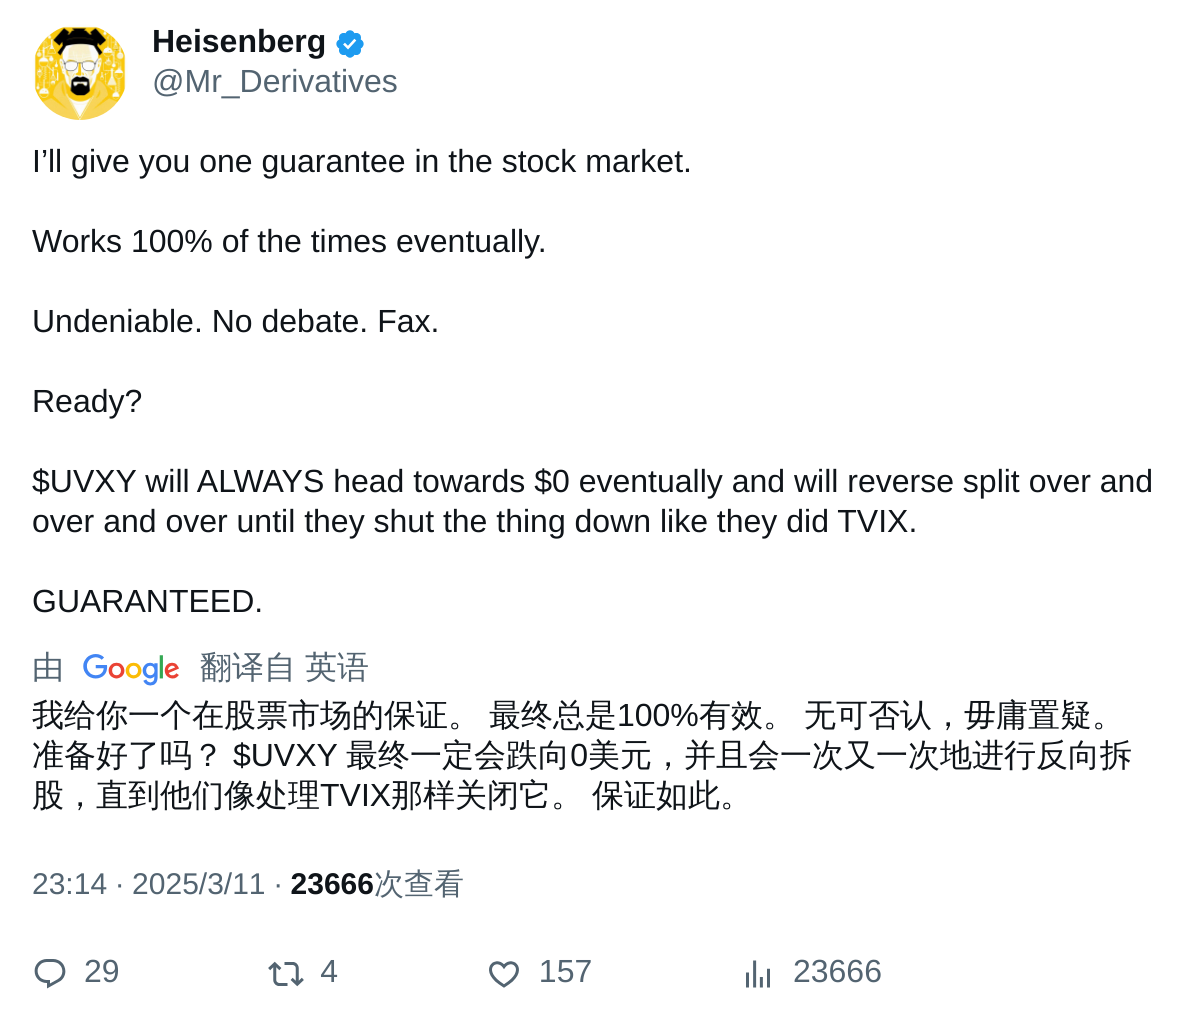 Heisenberg
@Mr_Derivatives
I’ll give you one guarantee in the stock market.
Works 100% of the times eventually.
Undeniable. No debate. Fax.
Ready?
$UVXY will ALWAYS head towards $0 eventually and will reverse split over and
over and over until they shut the thing down like they did TVIX.
GUARANTEED.
由 Google 翻译自 英语
我给你一个在股票市场的保证。 最终总是100%有效。 无可否认，毋庸置疑。
准备好了吗？ $UVXY 最终一定会跌向0美元，并且会一次又一次地进行反向拆
股，直到他们像处理TVIX那样关闭它。 保证如此。
23:14 · 2025/3/11 · 23666次查看
29 4 157 23666